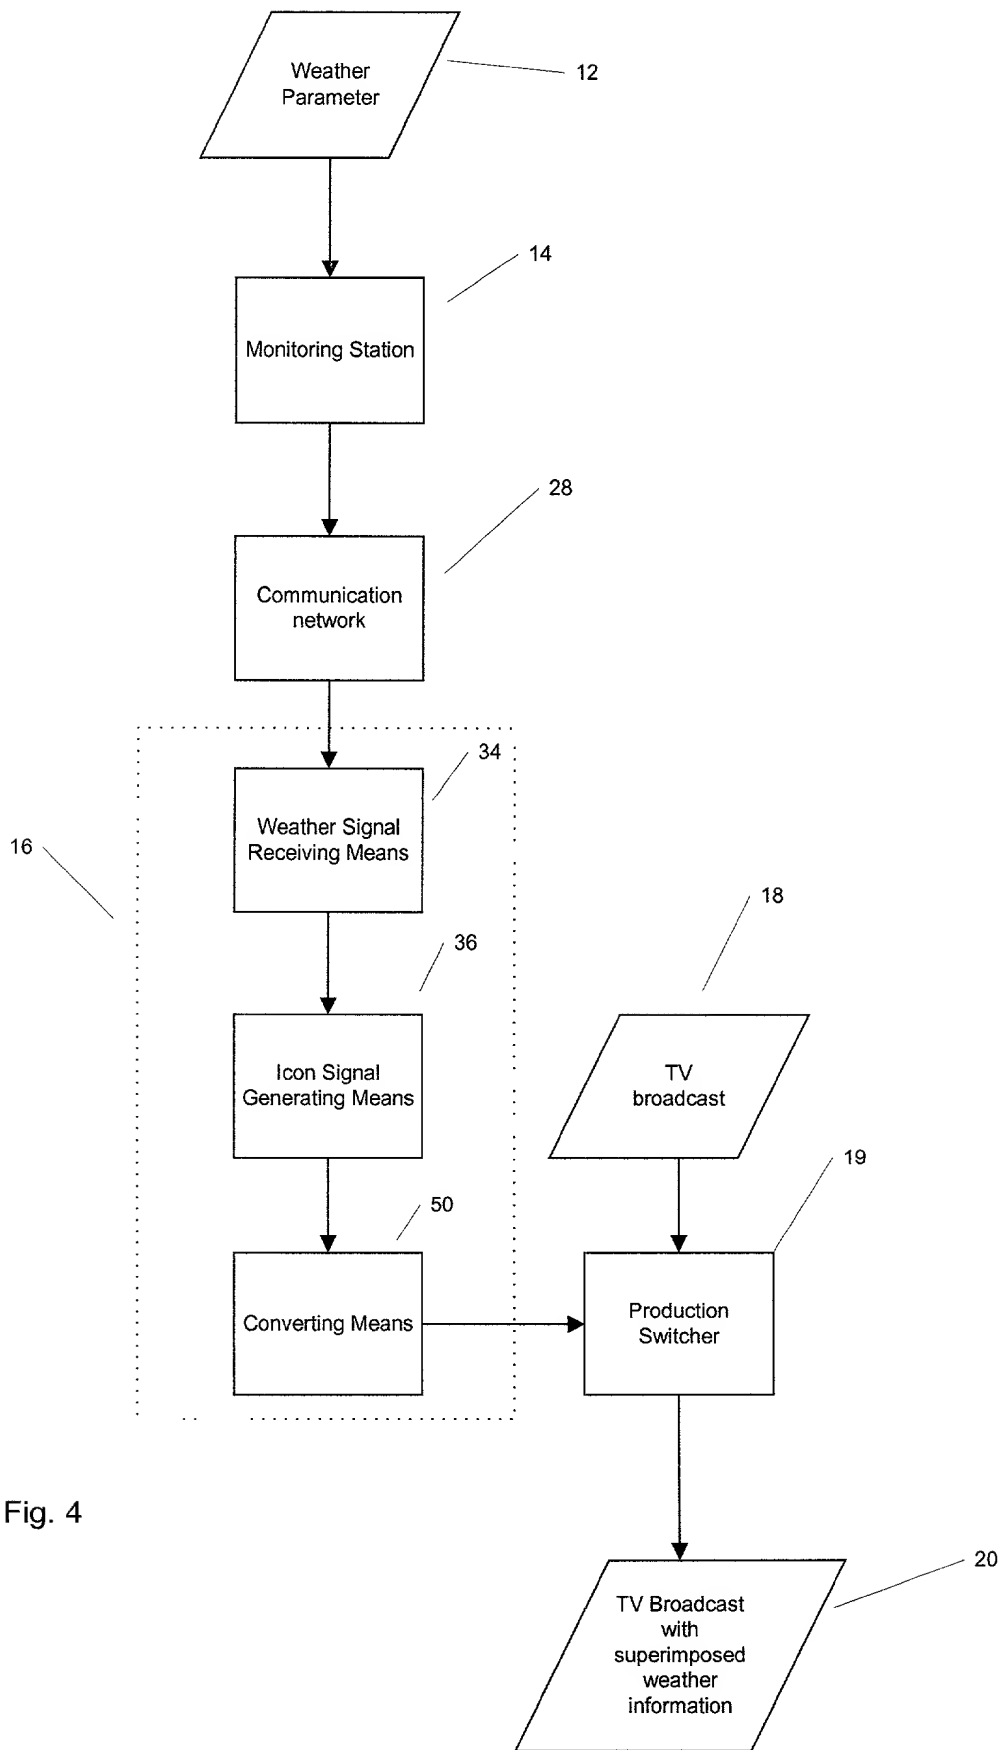 Weather
Parameter
12
14
Monitoring Station
28
Communication
network
34
Weather Signal
Receiving Means
16
18
36
Icon Signal
Generating Means
TV
broadcast
19
50
Converting Means
Production
Switcher
Fig. 4
20
TV Broadcast
with
superimposed
weather
information